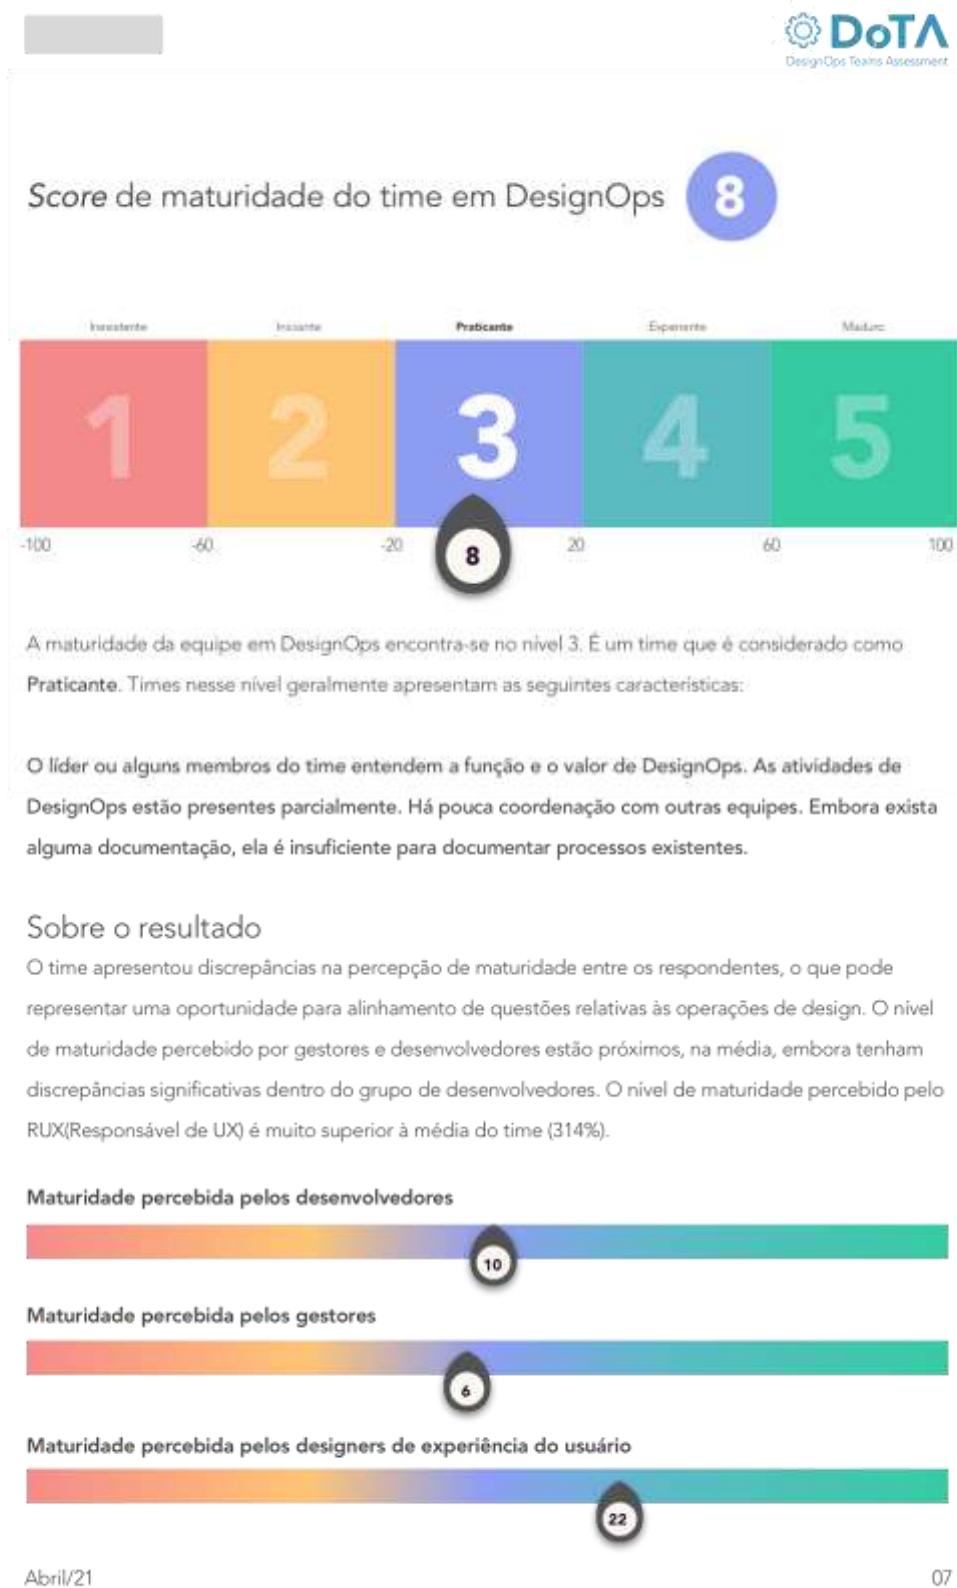 DoTΛ
DesignOps Teams Assessment
Score de maturidade do time em DesignOps 8
Inexistente Iniciante Praticante Experiente Maduro
1 2 3 4 5
-100 -60 -20 8 20 60 100
A maturidade da equipe em DesignOps encontra-se no nível 3. É um time que é considerado como
Praticante. Times nesse nível geralmente apresentam as seguintes características:
O líder ou alguns membros do time entendem a função e o valor de DesignOps. As atividades de
DesignOps estão presentes parcialmente. Há pouca coordenação com outras equipes. Embora exista
alguma documentação, ela é insuficiente para documentar processos existentes.
Sobre o resultado
O time apresentou discrepâncias na percepção de maturidade entre os respondentes, o que pode
representar uma oportunidade para alinhamento de questões relativas às operações de design. O nível
de maturidade percebido por gestores e desenvolvedores estão próximos, na média, embora tenham
discrepâncias significativas dentro do grupo de desenvolvedores. O nível de maturidade percebido pelo
RUX(Responsável de UX) é muito superior à média do time (314%).
Maturidade percebida pelos desenvolvedores
10
Maturidade percebida pelos gestores
6
Maturidade percebida pelos designers de experiência do usuário
22
Abril/21 07